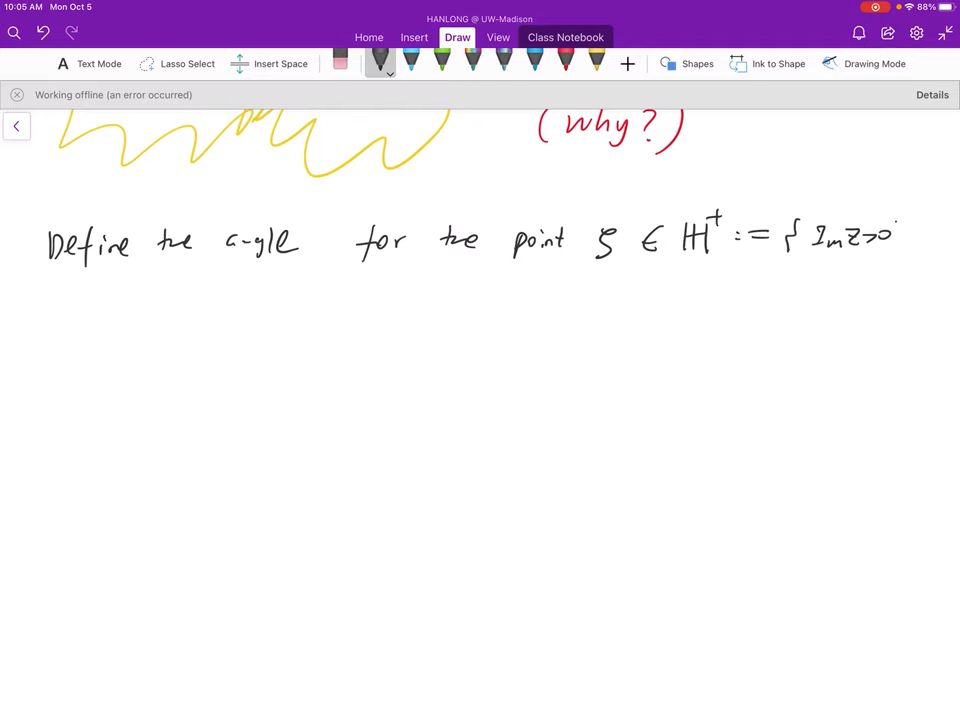 10:05 AM Mon Oct 5
88%
HANLONG @ UW-Madison
Home Insert Draw View Class Notebook
Text Mode Lasso Select Insert Space Shapes Ink to Shape Drawing Mode
Working offline (an error occurred) Details
(why?)
Define the angle for the point ξ ∈ ℍ⁺ := { Im z>0